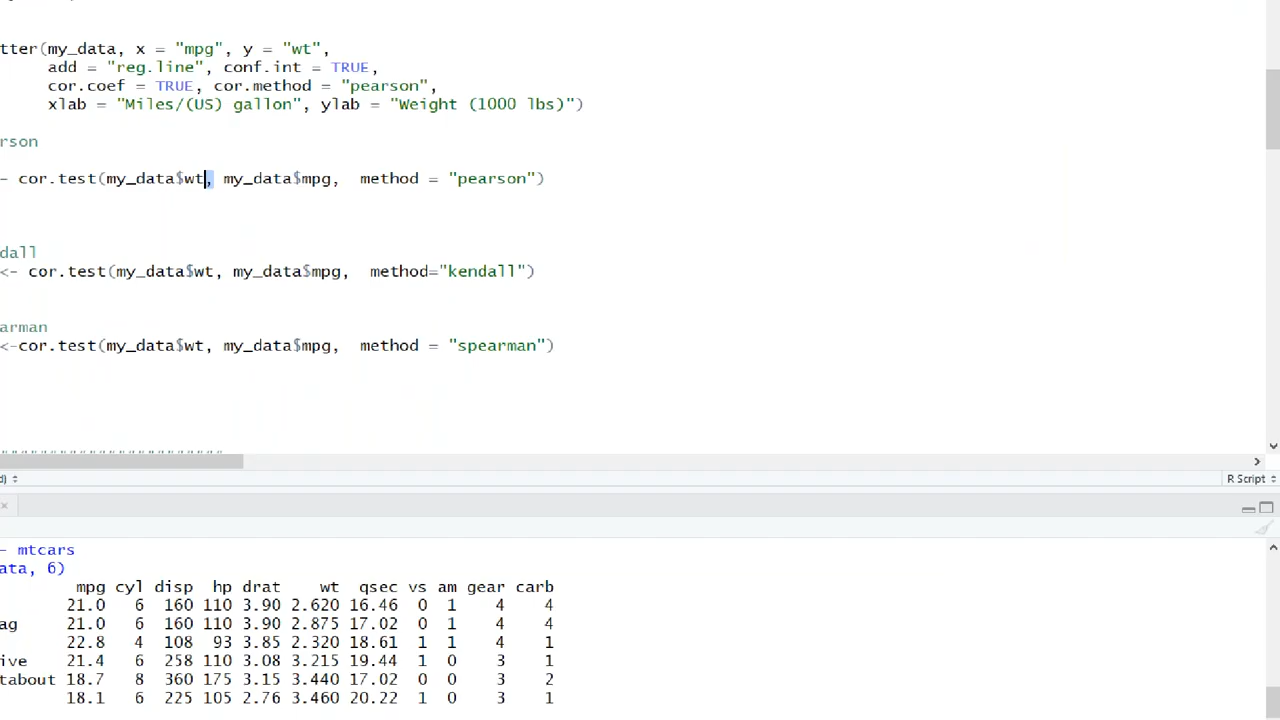 tter(my_data, x = "mpg", y = "wt",
add = "reg.line", conf.int = TRUE,
cor.coef = TRUE, cor.method = "pearson",
xlab = "Miles/(US) gallon", ylab = "Weight (1000 lbs)")
rson
- cor.test(my_data$wt, my_data$mpg,  method = "pearson")
dall
<- cor.test(my_data$wt, my_data$mpg,  method="kendall")
arman
<-cor.test(my_data$wt, my_data$mpg,  method = "spearman")
d)
R Script
- mtcars
ata, 6)
mpg cyl disp hp drat wt qsec vs am gear carb
21.0 6 160 110 3.90 2.620 16.46 0 1 4 4
ag 21.0 6 160 110 3.90 2.875 17.02 0 1 4 4
22.8 4 108 93 3.85 2.320 18.61 1 1 4 1
ive 21.4 6 258 110 3.08 3.215 19.44 1 0 3 1
tabout 18.7 8 360 175 3.15 3.440 17.02 0 0 3 2
18.1 6 225 105 2.76 3.460 20.22 1 0 3 1